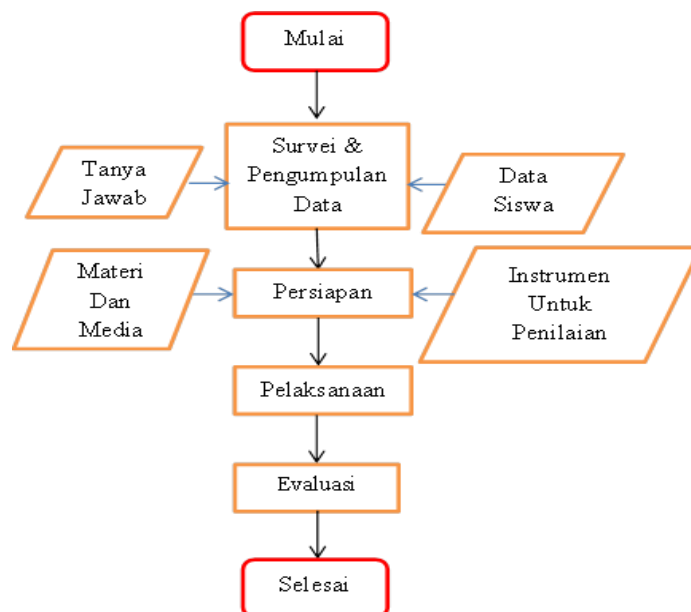 Mulai
Survei &
Pengumpulan
Data
Tanya
Jawab
Data
Siswa
Materi
Dan
Media
Persiapan
Instrumen
Untuk
Penilaian
Pelaksanaan
Evaluasi
Selesai